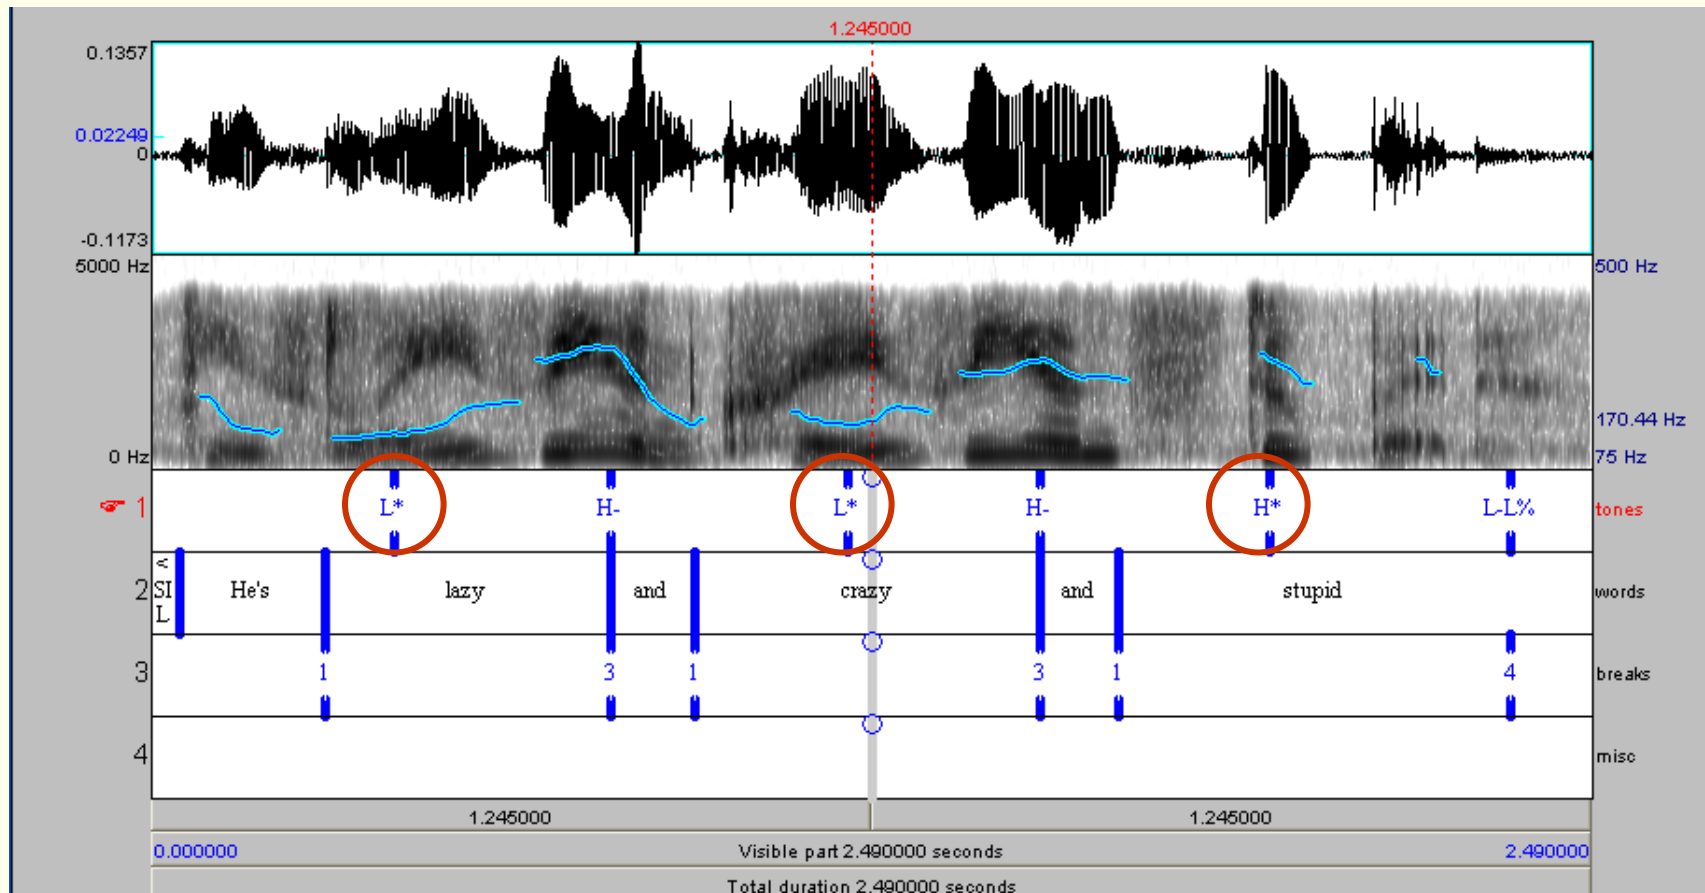 1.245000
0.1357
0.02249
0
-0.1173
5000 Hz
500 Hz
170.44 Hz
0 Hz
75 Hz
1 L* H- L* H- H* L-L% tones
2 <SIL He's lazy and crazy and stupid words
3 1 3 1 3 1 4 breaks
4 misc
1.245000 1.245000
0.000000 Visible part 2.490000 seconds 2.490000
Total duration 2.490000 seconds